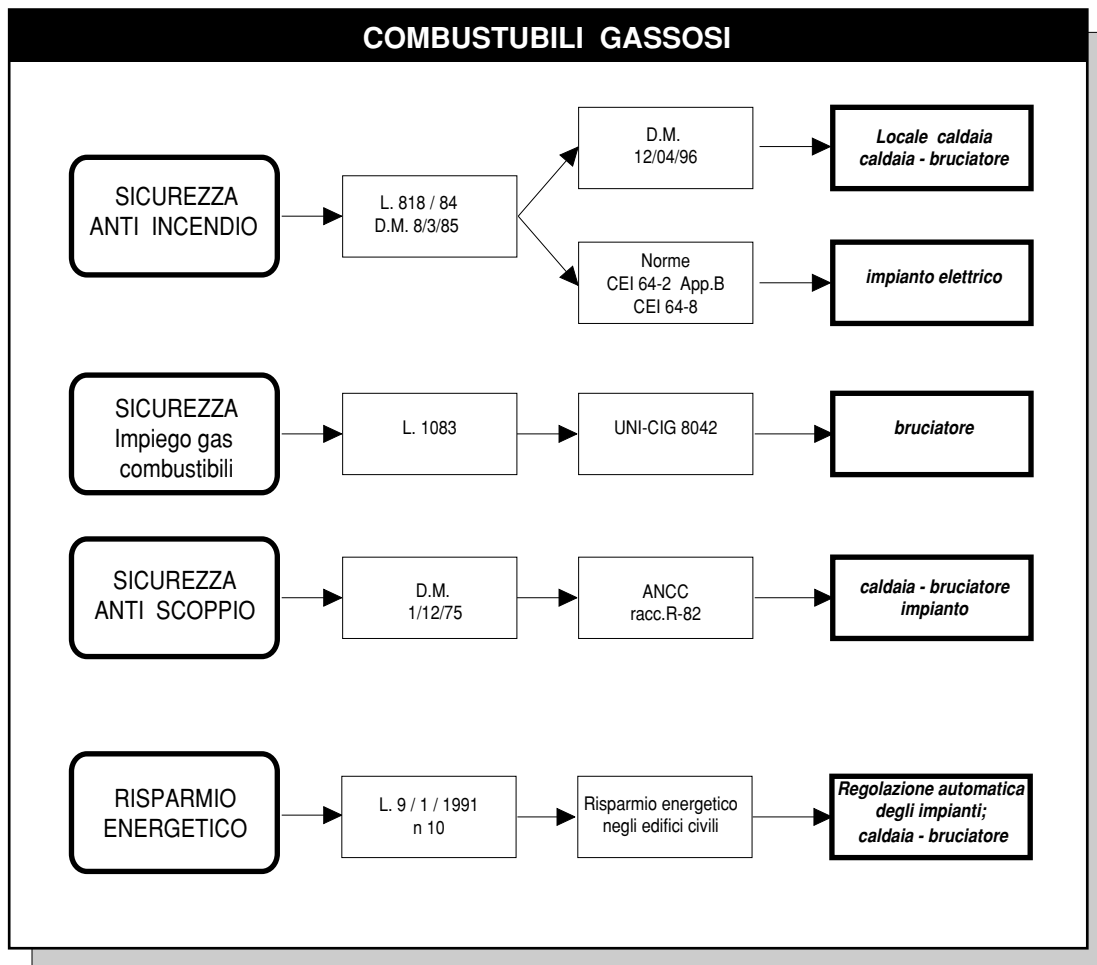 COMBUSTUBILI GASSOSI
SICUREZZA
ANTI INCENDIO
L. 818 / 84
D.M. 8/3/85
D.M.
12/04/96
Locale caldaia
caldaia - bruciatore
Norme
CEI 64-2 App.B
CEI 64-8
impianto elettrico
SICUREZZA
Impiego gas
combustibili
L. 1083
UNI-CIG 8042
bruciatore
SICUREZZA
ANTI SCOPPIO
D.M.
1/12/75
ANCC
racc.R-82
caldaia - bruciatore
impianto
RISPARMIO
ENERGETICO
L. 9 / 1 / 1991
n 10
Risparmio energetico
negli edifici civili
Regolazione automatica
degli impianti;
caldaia - bruciatore